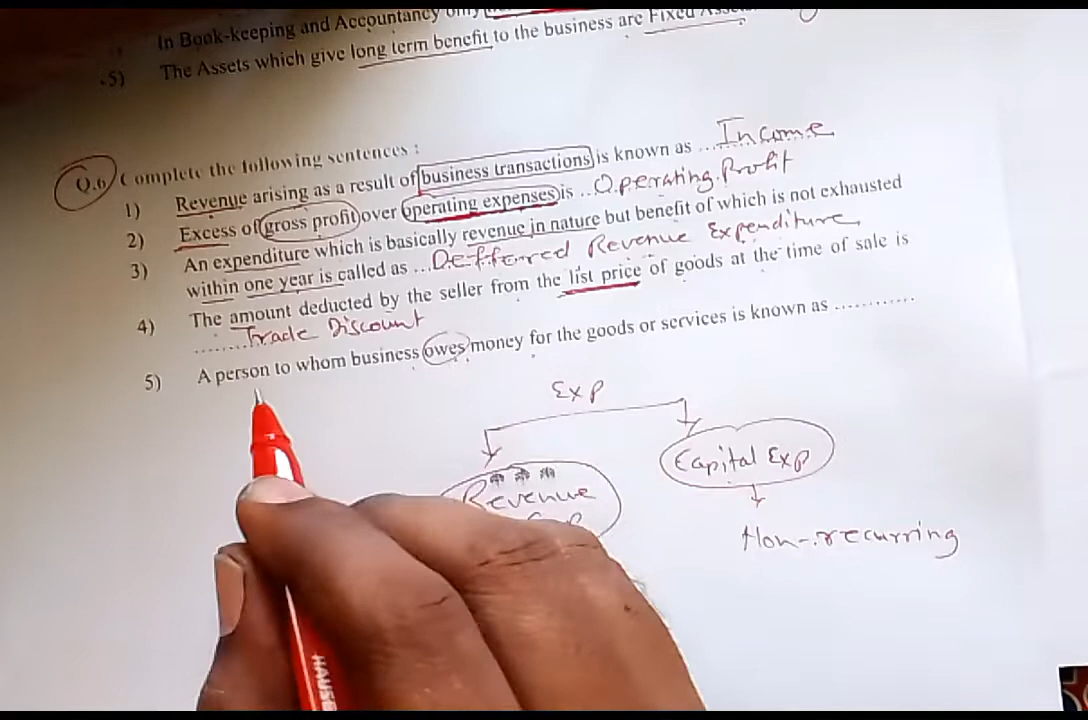 In Book-keeping and Accountancy only
.5) The Assets which give long term benefit to the business are Fixed Assets
Q.6 Complete the following sentences :
1) Revenue arising as a result of business transactions is known as ... Income
2) Excess of gross profit over operating expenses is ... Operating Profit
3) An expenditure which is basically revenue in nature but benefit of which is not exhausted
within one year is called as ... Defferred Revenue Expenditure
4) The amount deducted by the seller from the list price of goods at the time of sale is
........ Trade Discount
5) A person to whom business owes money for the goods or services is known as ............
Exp
Revenue
Capital Exp
Non-recurring
HAUSE